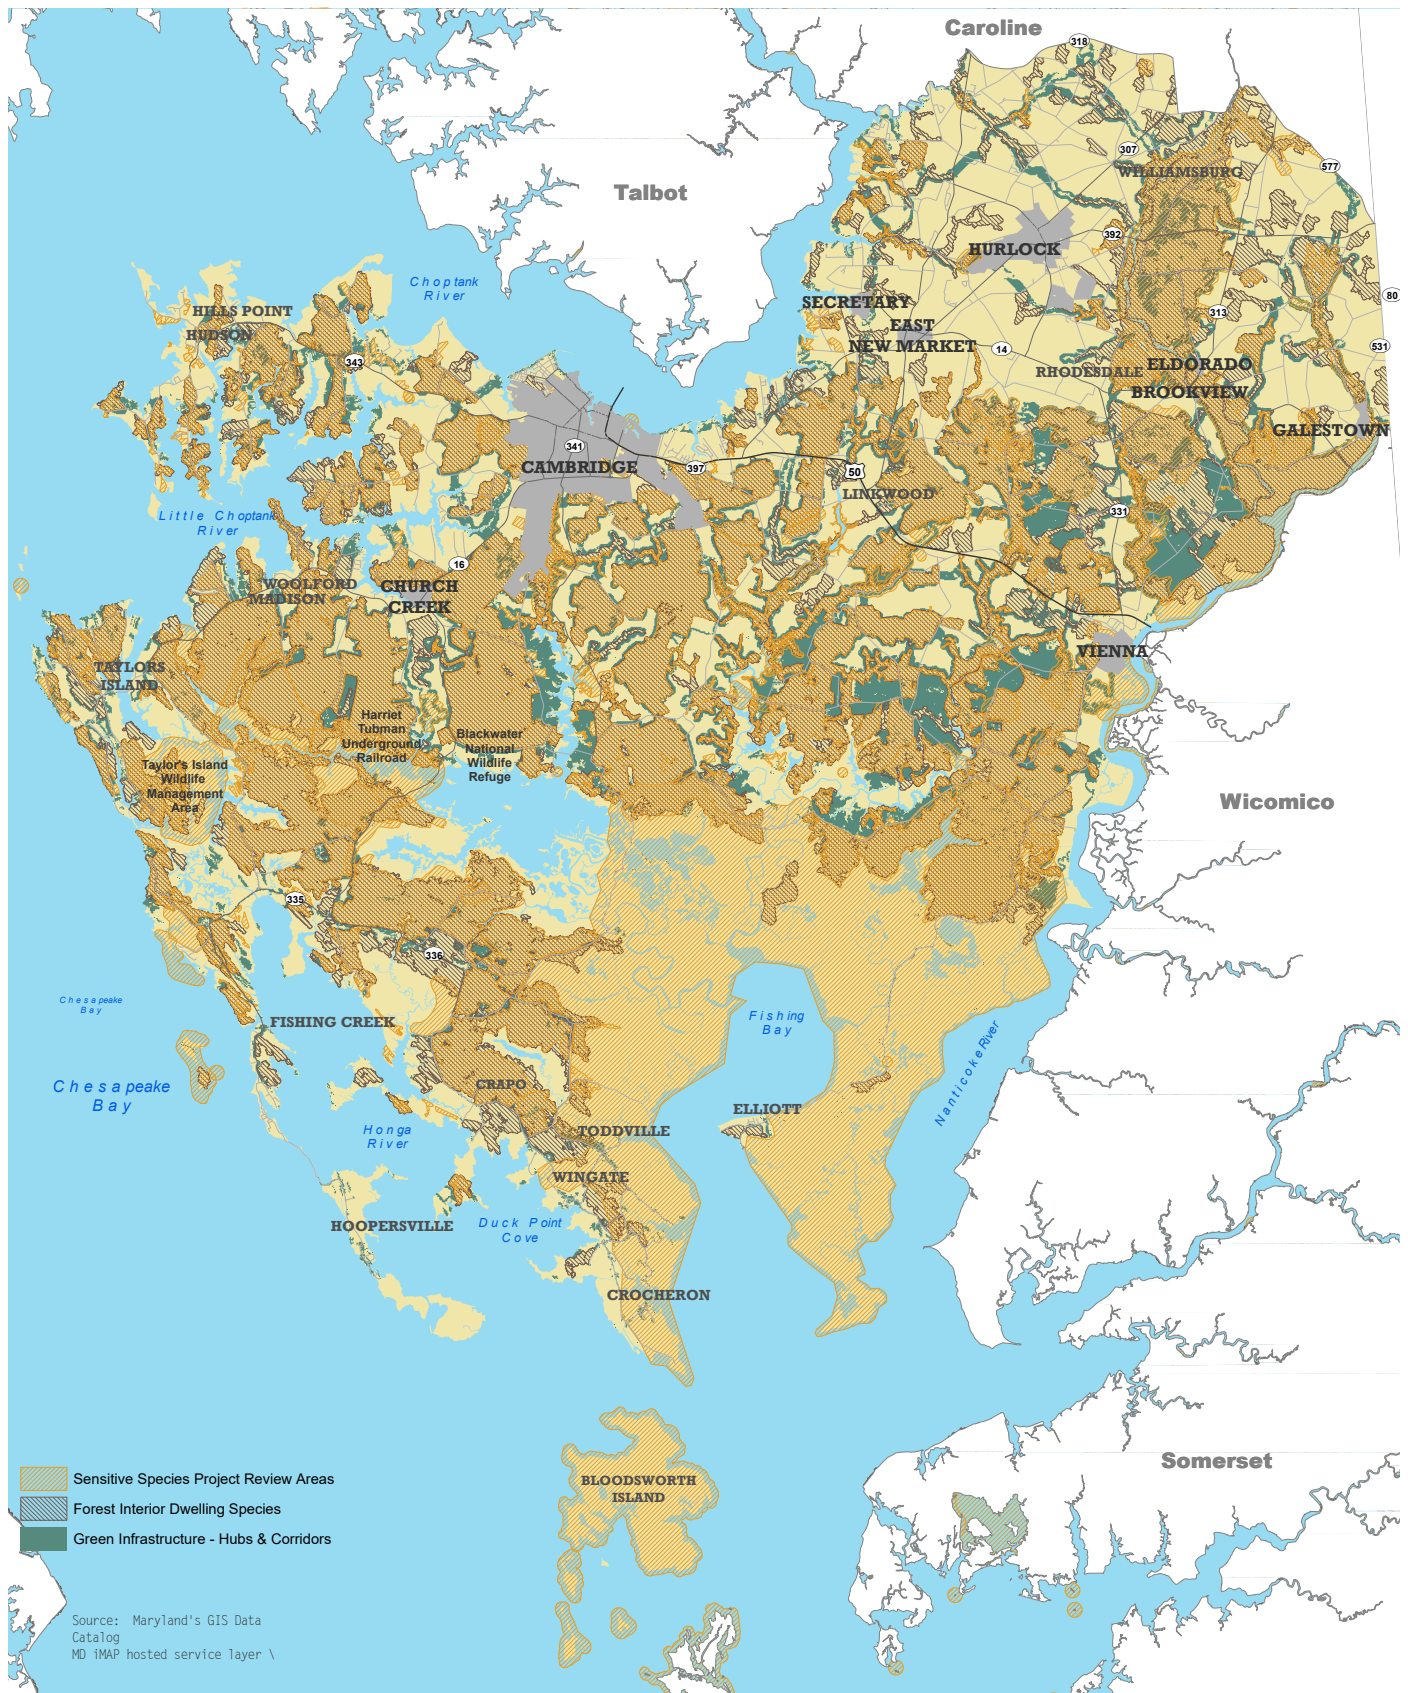 Caroline
318
307
577
WILLIAMSBURG
Talbot
392
HURLOCK
Choptank
River
80
SECRETARY
HILLS POINT
313
EAST
NEW MARKET
HUDSON
14
531
343
ELDORADO
RHODESDALE
BROOKVIEW
GALESTOWN
341
CAMBRIDGE
397
50
LINKWOOD
331
Little Choptank
River
16
WOOLFORD
MADISON
CHURCH
CREEK
VIENNA
TAYLORS
ISLAND
Harriet
Tubman
Underground
Railroad
Blackwater
National
Wildlife
Refuge
Taylor's Island
Wildlife
Management
Area
Wicomico
335
336
Chesapeake
Bay
Fishing
Bay
FISHING CREEK
Nanticoke River
Chesapeake
Bay
CRAPO
ELLIOTT
Honga
River
TODDVILLE
WINGATE
HOOPERSVILLE
Duck Point
Cove
CROCHERON
Somerset
BLOODSWORTH
ISLAND
Sensitive Species Project Review Areas
Forest Interior Dwelling Species
Green Infrastructure - Hubs & Corridors
Source:  Maryland's GIS Data
Catalog
MD iMAP hosted service layer \